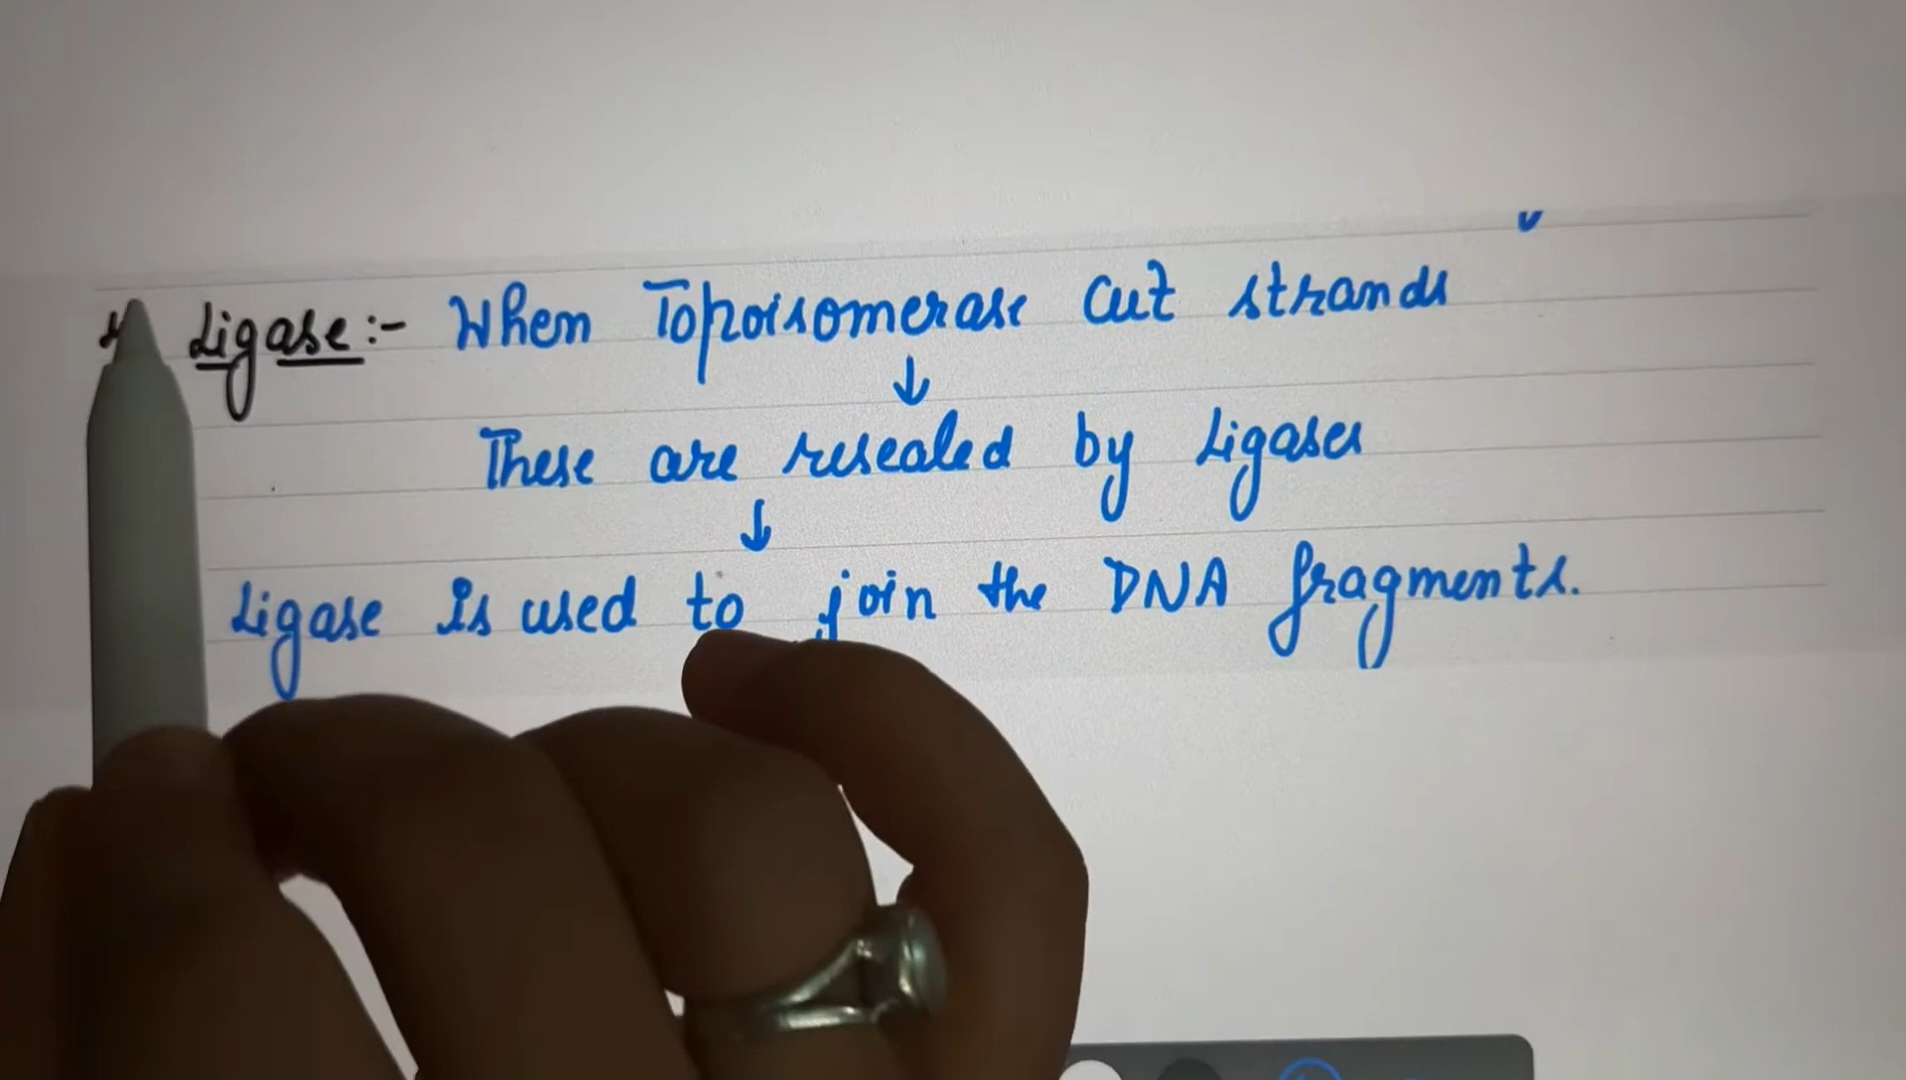 * Ligase :- When Topoisomerase cut strands
↓
These are resealed by Ligases
↓
Ligase Is used to join the DNA fragments.